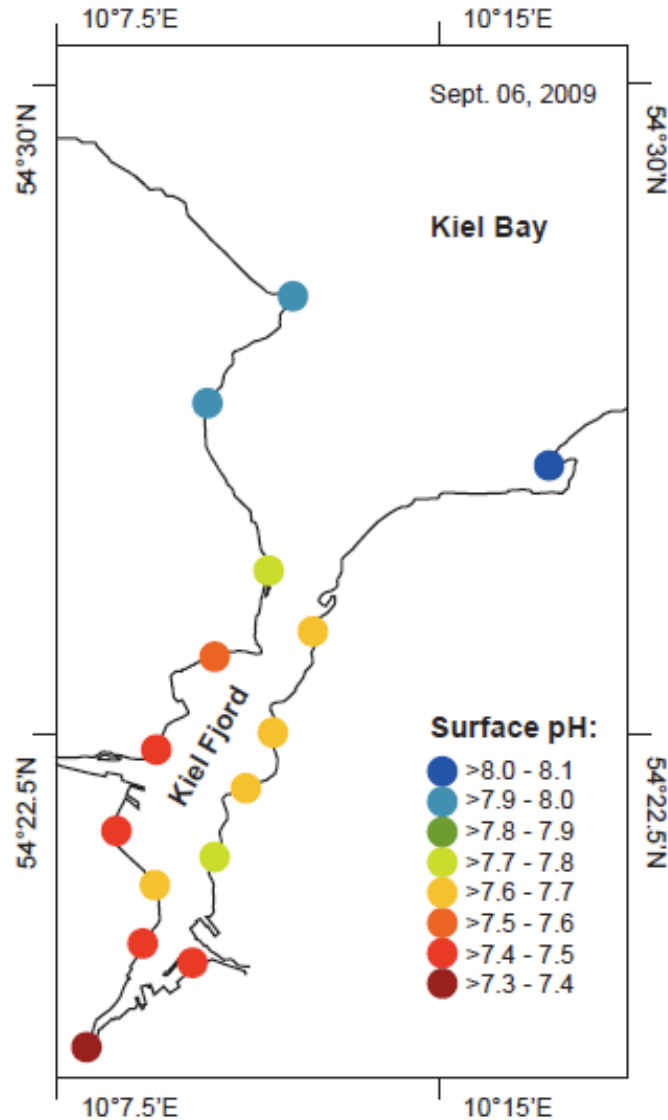 10°7.5'E 10°15'E
Sept. 06, 2009
54°30'N 54°30'N
Kiel Bay
Kiel Fjord
Surface pH:
>8.0 - 8.1
>7.9 - 8.0
>7.8 - 7.9
>7.7 - 7.8
>7.6 - 7.7
>7.5 - 7.6
>7.4 - 7.5
>7.3 - 7.4
54°22.5'N 54°22.5'N
10°7.5'E 10°15'E